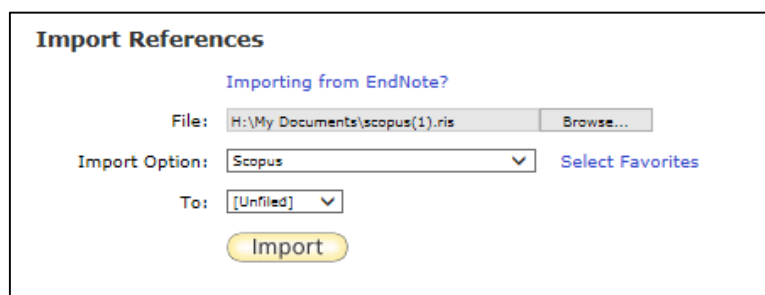 Import References
Importing from EndNote?
File: H:\My Documents\scopus(1).ris Browse...
Import Option: Scopus Select Favorites
To: [Unfiled]
Import